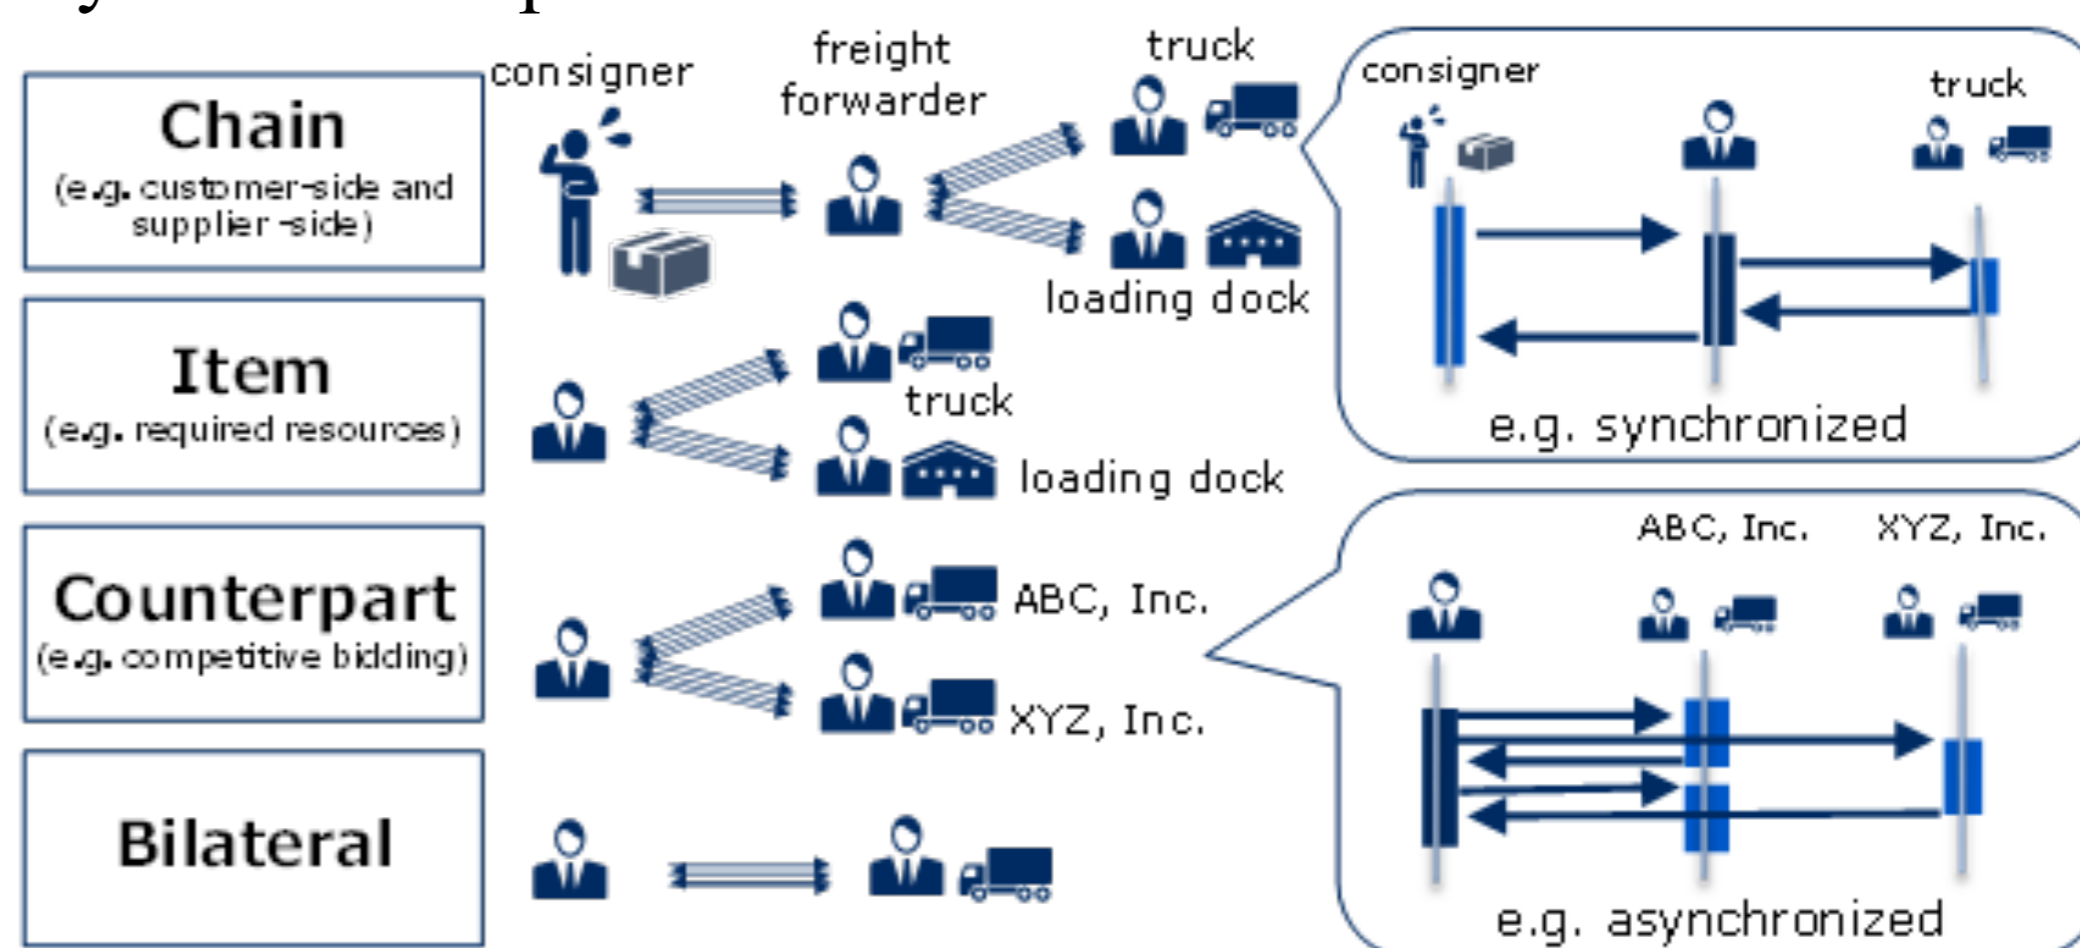 Chain
(e.g. customer-side and
supplier -side)
consigner
freight
forwarder
truck
loading dock
Item
(e.g. required resources)
truck
loading dock
Counterpart
(e.g. competitive bidding)
ABC, Inc.
XYZ, Inc.
Bilateral
consigner
truck
e.g. synchronized
ABC, Inc.
XYZ, Inc.
e.g. asynchronized